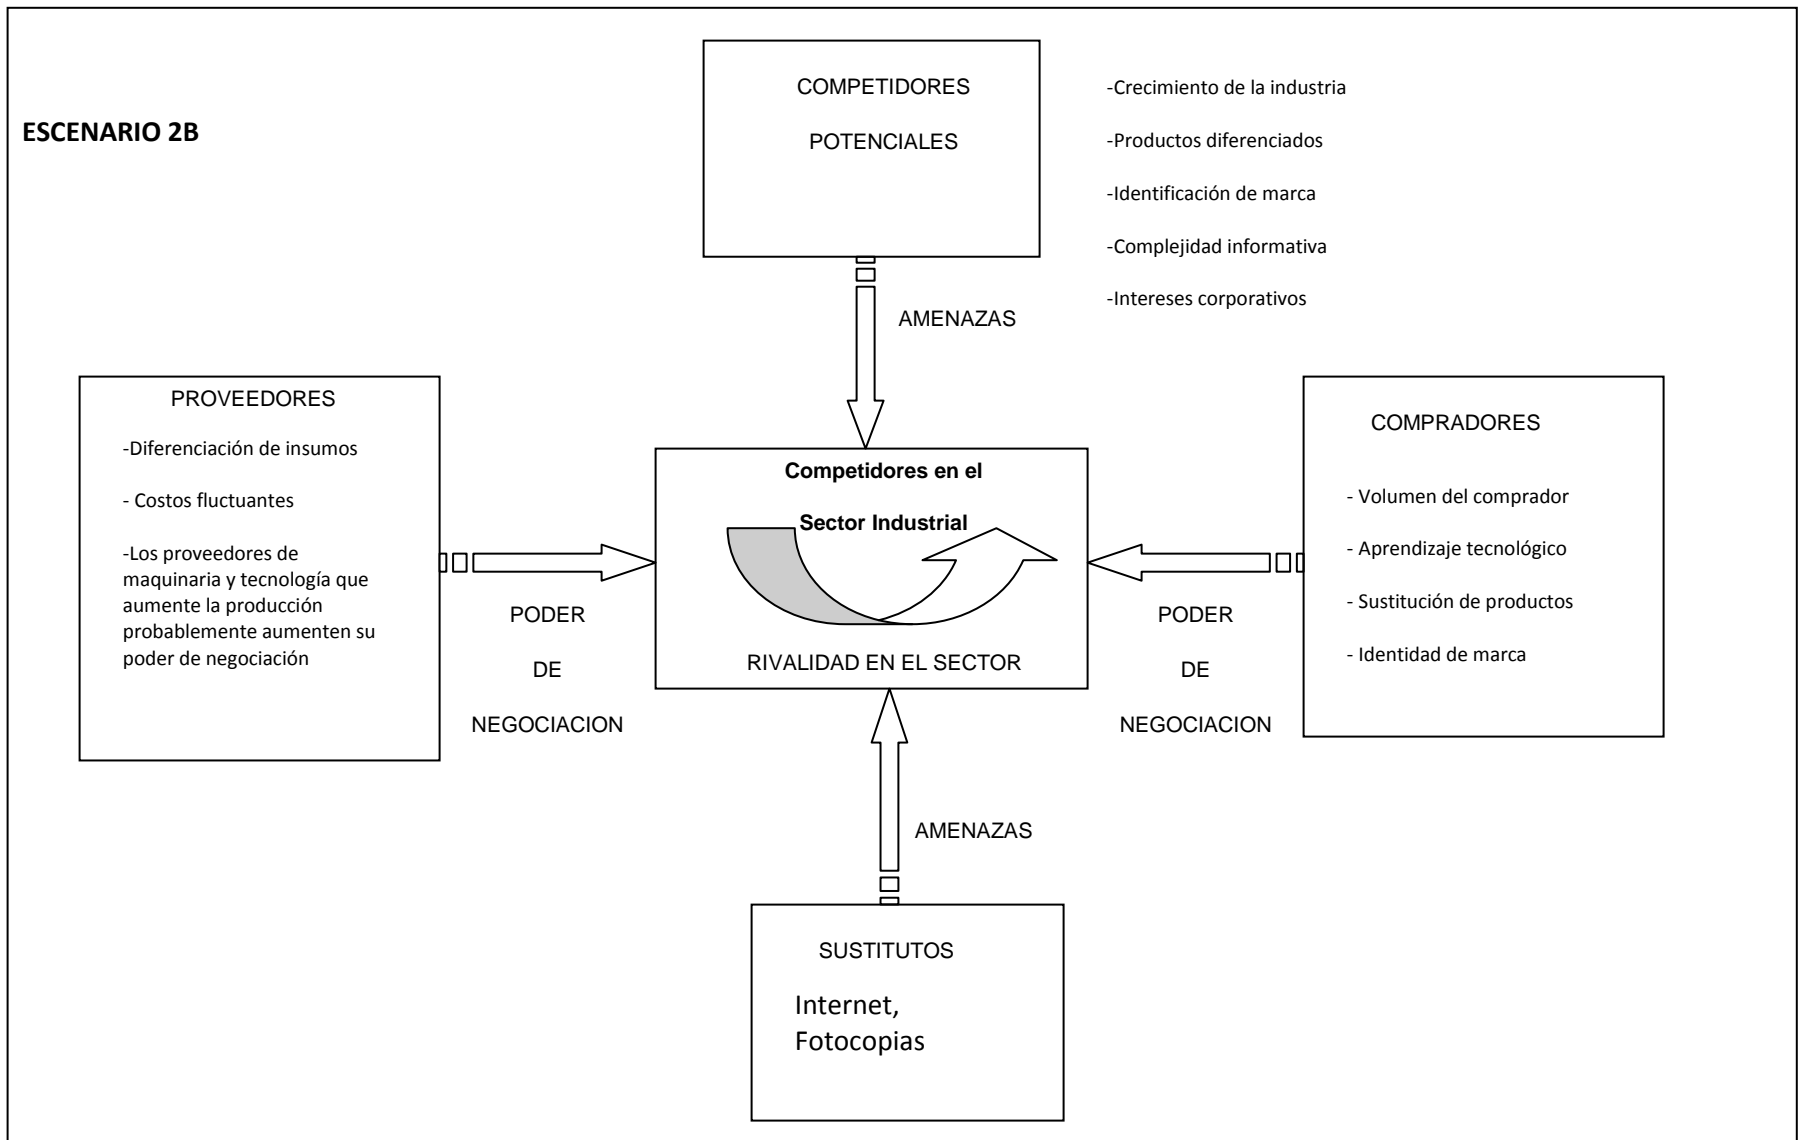 ESCENARIO 2B
COMPETIDORES
POTENCIALES
-Crecimiento de la industria
-Productos diferenciados
-Identificación de marca
-Complejidad informativa
-Intereses corporativos
AMENAZAS
PROVEEDORES
-Diferenciación de insumos
- Costos fluctuantes
-Los proveedores de
maquinaria y tecnología que
aumente la producción
probablemente aumenten su
poder de negociación
PODER
DE
NEGOCIACION
Competidores en el
Sector Industrial
RIVALIDAD EN EL SECTOR
PODER
DE
NEGOCIACION
COMPRADORES
- Volumen del comprador
- Aprendizaje tecnológico
- Sustitución de productos
- Identidad de marca
AMENAZAS
SUSTITUTOS
Internet,
Fotocopias